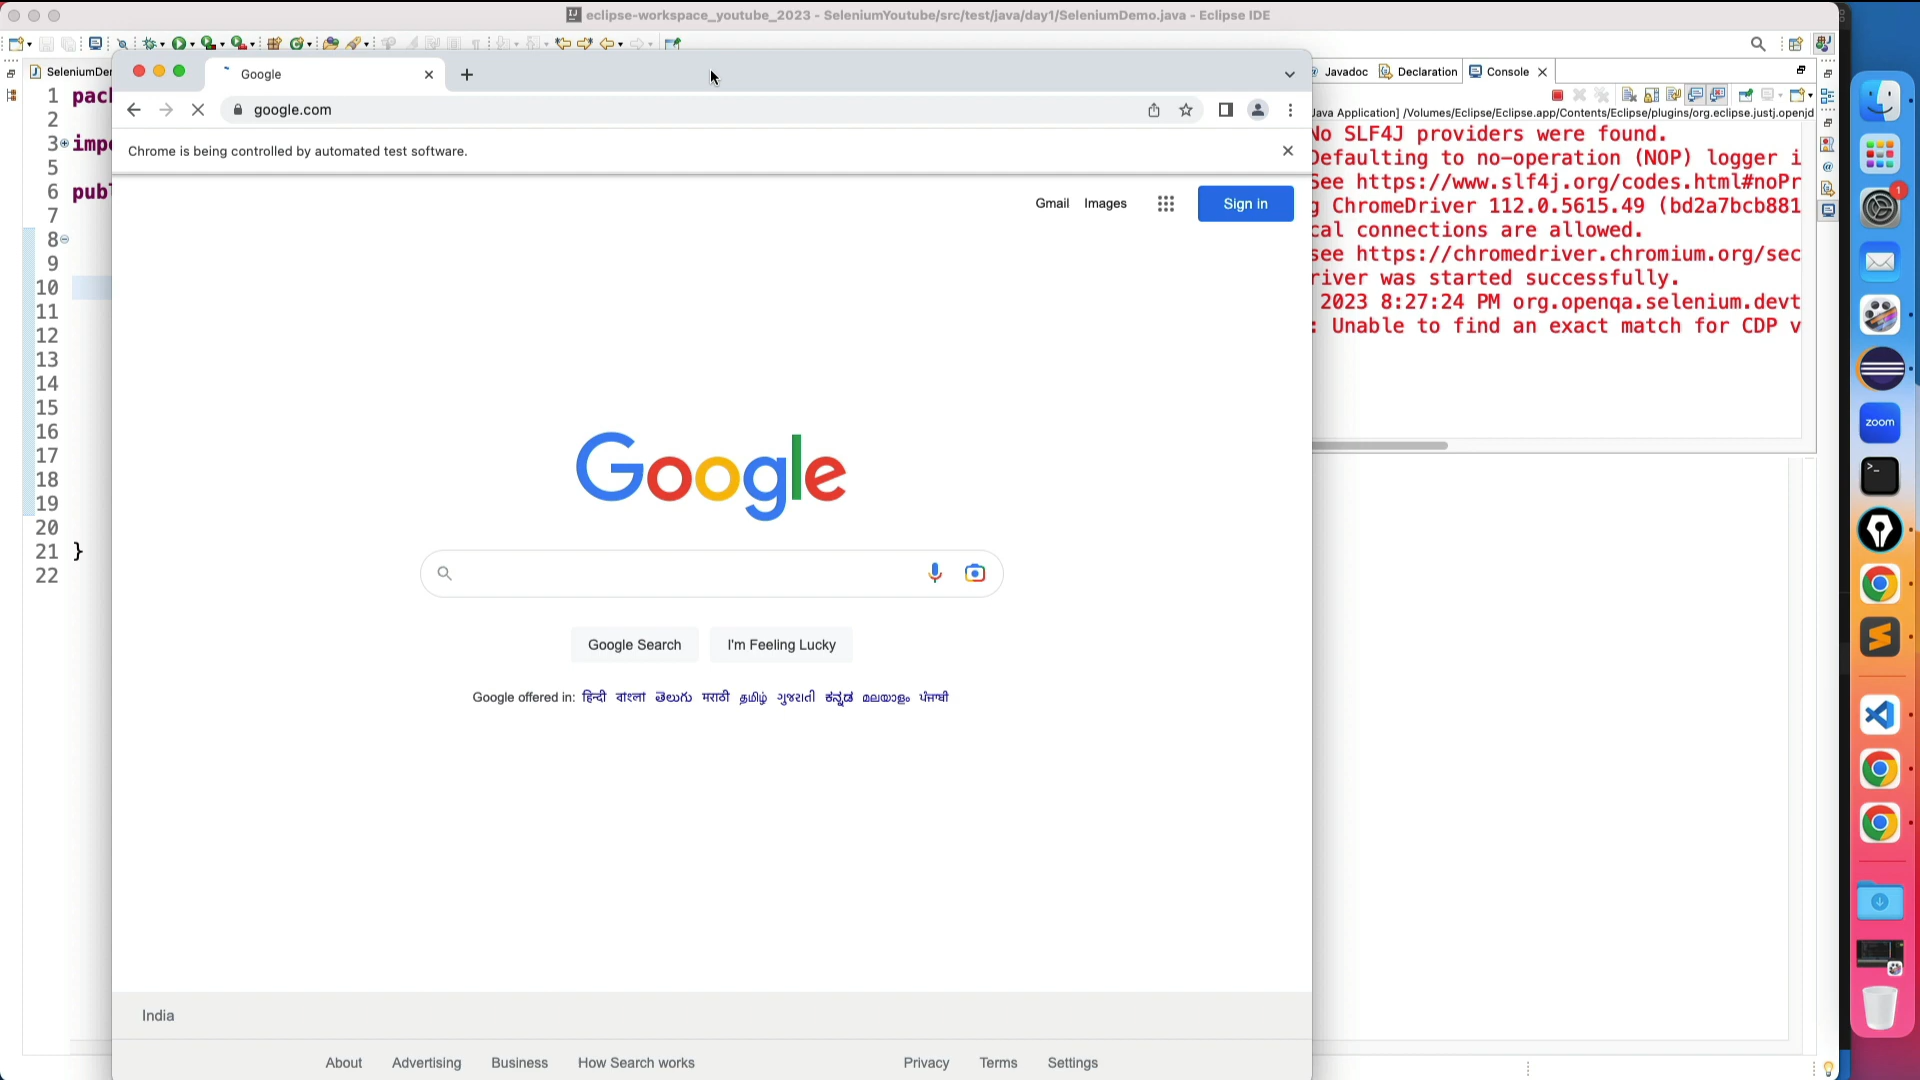 eclipse-workspace_youtube_2023 - SeleniumYoutube/src/test/java/day1/SeleniumDemo.java - Eclipse IDE
SeleniumDe
Google
Javadoc
Declaration
Console
google.com
Java Application] /Volumes/Eclipse/Eclipse.app/Contents/Eclipse/plugins/org.eclipse.justj.openjd
Chrome is being controlled by automated test software.
Gmail
Images
Sign in
1 pac
2
3 imp
5
6 publ
7
8
9
10
11
12
13
14
15
16
17
18
19
20
21 }
22
No SLF4J providers were found.
Defaulting to no-operation (NOP) logger i
See https://www.slf4j.org/codes.html#noPr
g ChromeDriver 112.0.5615.49 (bd2a7bcb881
cal connections are allowed.
see https://chromedriver.chromium.org/sec
river was started successfully.
2023 8:27:24 PM org.openqa.selenium.devt
: Unable to find an exact match for CDP v
Google
Google Search
I'm Feeling Lucky
Google offered in: हिन्दी বাংলা తెలుగు मराठी தமிழ் ગુજરાતી ಕನ್ನಡ മലയാളം ਪੰਜਾਬੀ
India
About
Advertising
Business
How Search works
Privacy
Terms
Settings
1
zoom